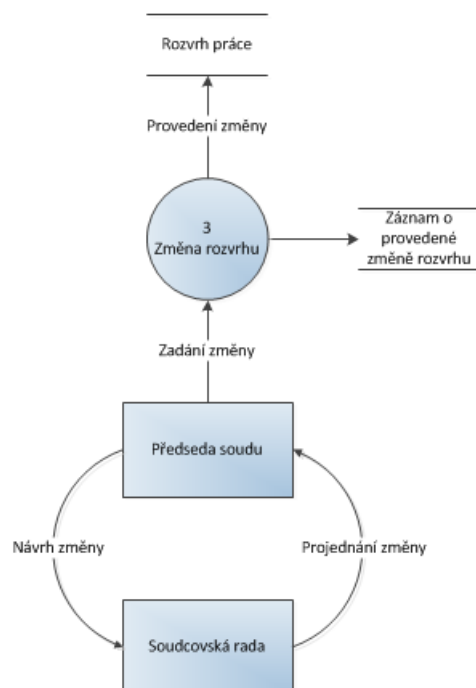 Rozvrh práce
Provedení změny
3
Změna rozvrhu
Záznam o
provedené
změně rozvrhu
Zadání změny
Předseda soudu
Návrh změny
Projednání změny
Soudcovská rada